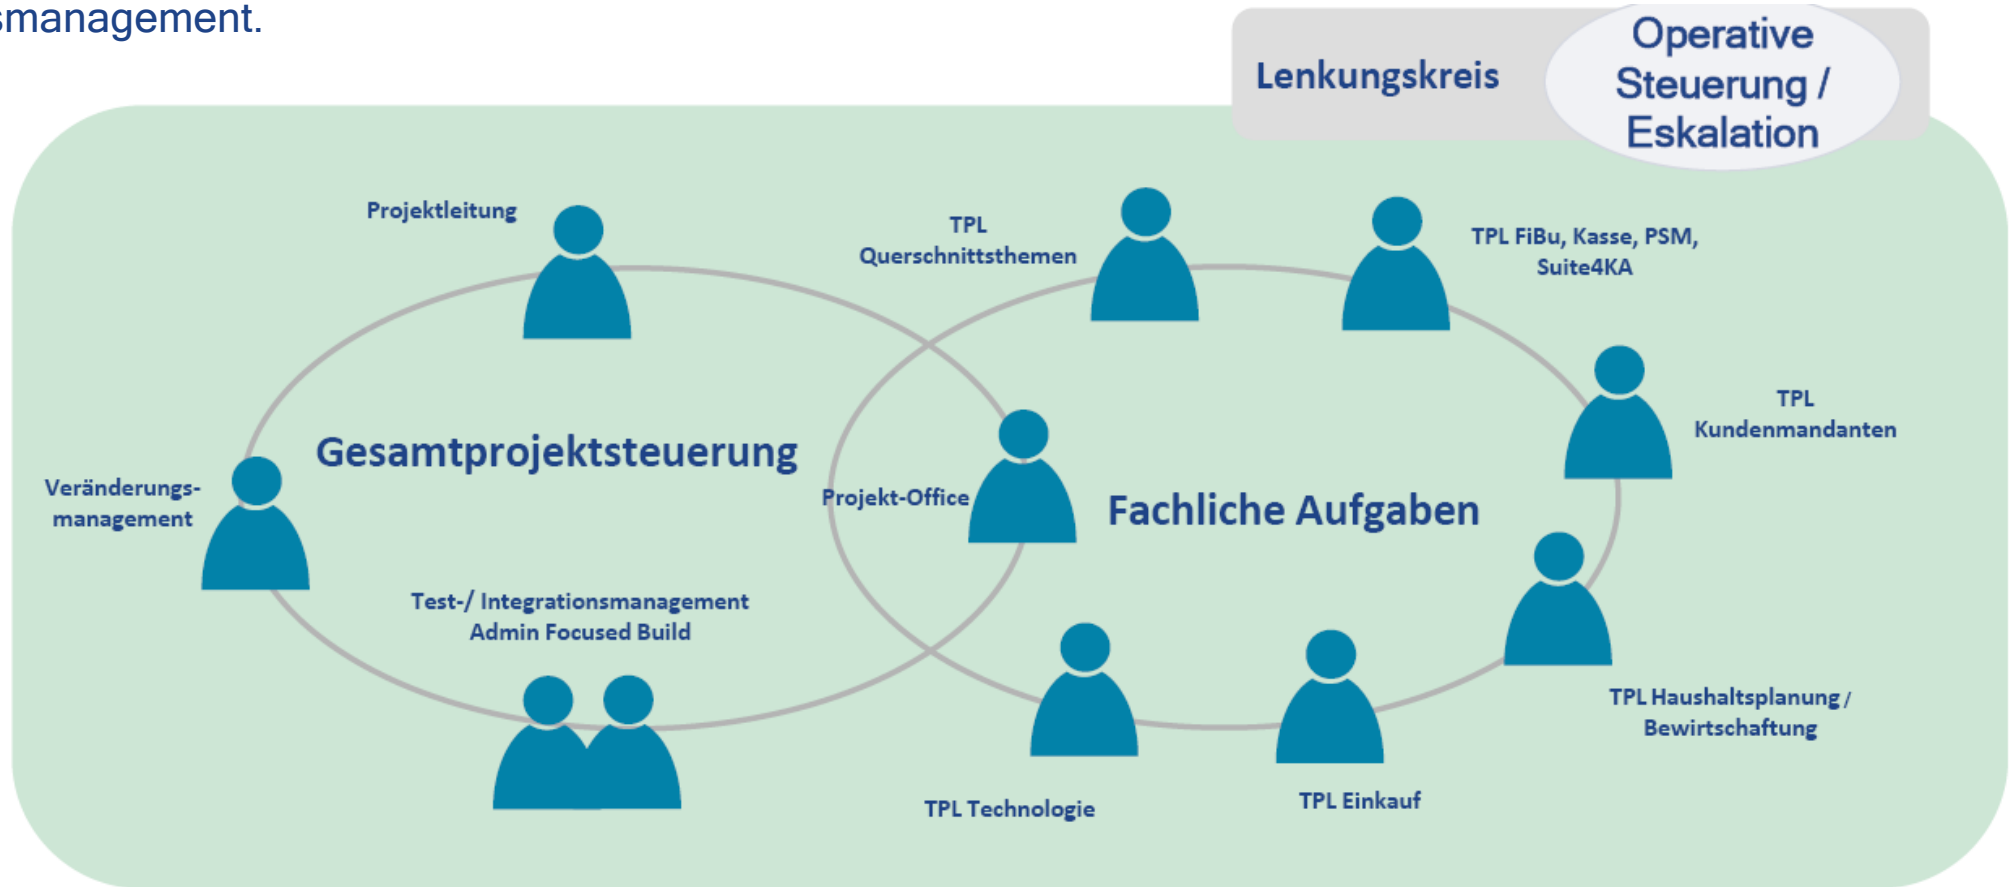 smanagement.
Lenkungskreis
Operative
Steuerung /
Eskalation
Projektleitung
TPL
Querschnittsthemen
TPL FiBu, Kasse, PSM,
Suite4KA
TPL
Kundenmandanten
Gesamtprojektsteuerung
Veränderungs-
management
Projekt-Office
Fachliche Aufgaben
Test-/ Integrationsmanagement
Admin Focused Build
TPL Haushaltsplanung /
Bewirtschaftung
TPL Technologie
TPL Einkauf